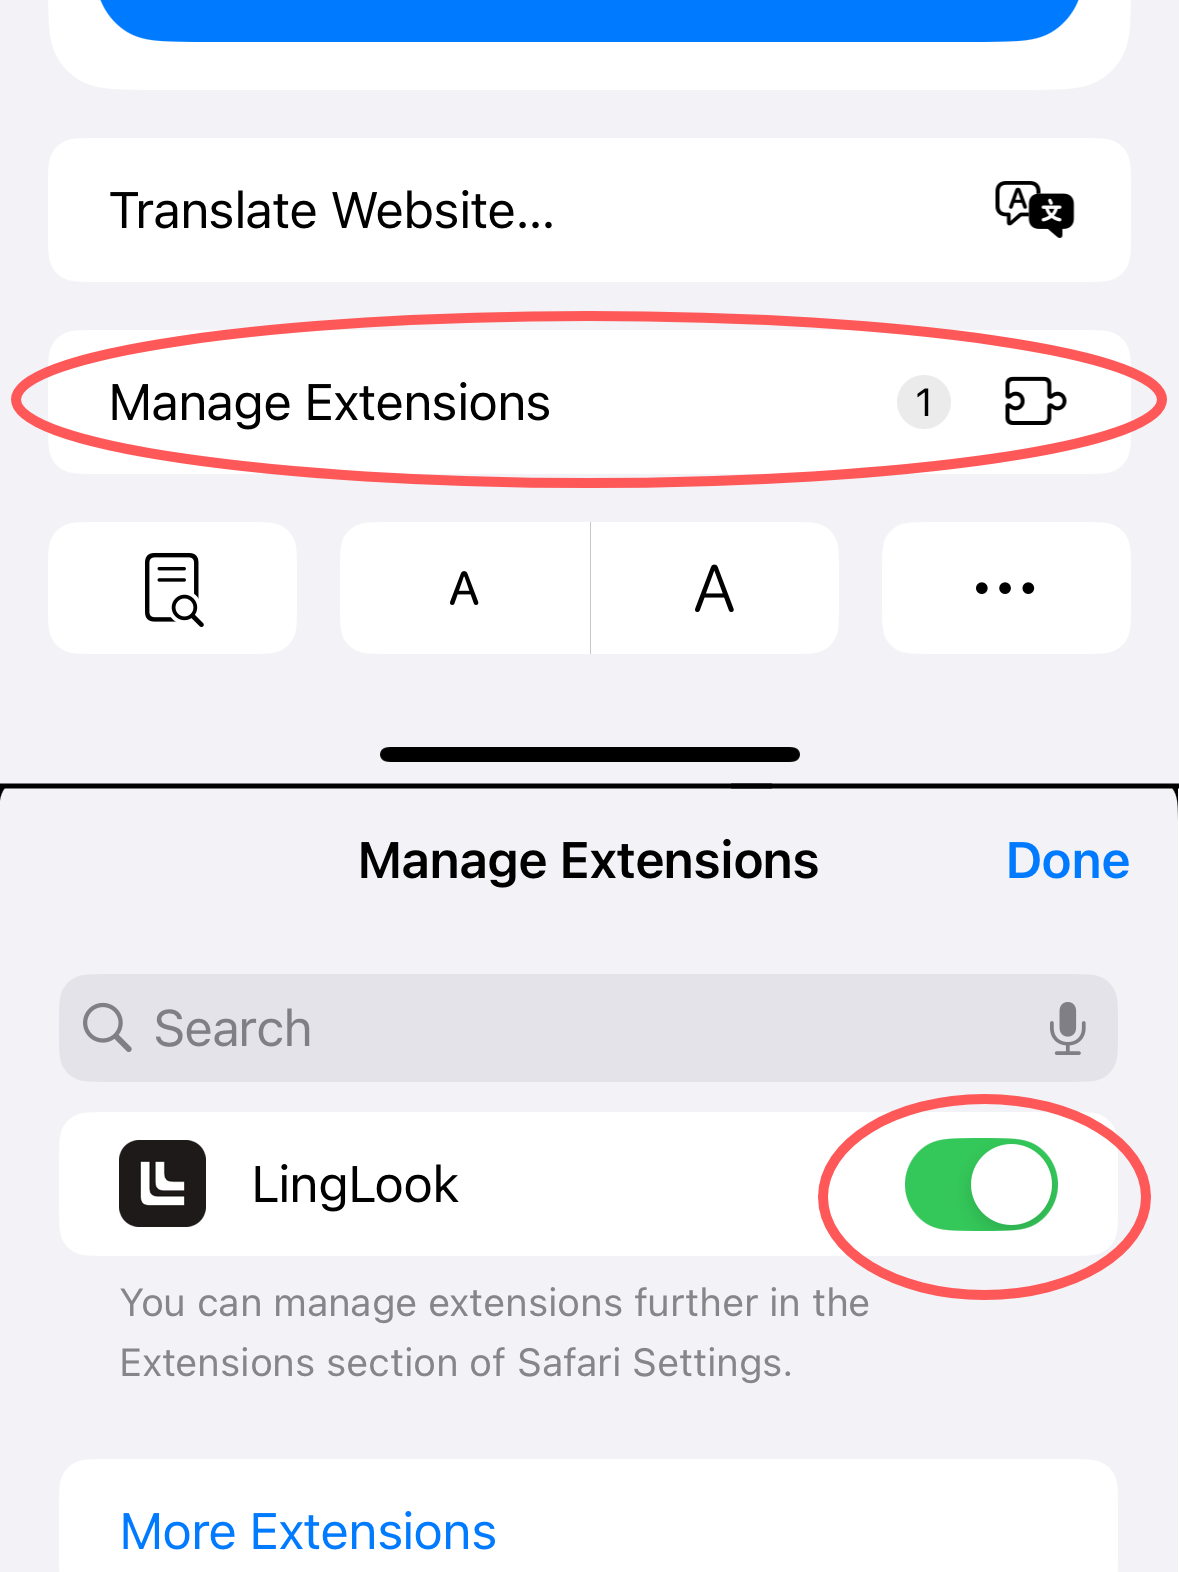 Translate Website...
Manage Extensions 1
A A
Manage Extensions Done
Search
LingLook
You can manage extensions further in the
Extensions section of Safari Settings.
More Extensions